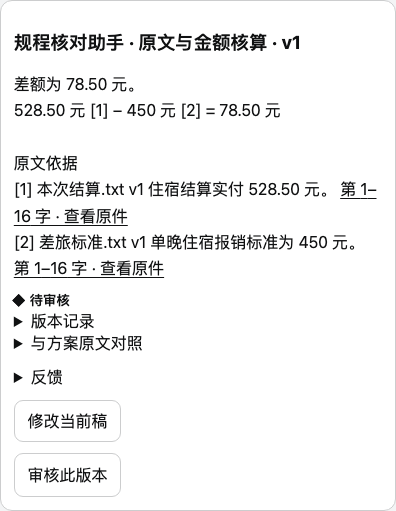 规程核对助手 · 原文与金额核算 · v1
差额为 78.50 元。
528.50 元 [1] − 450 元 [2] = 78.50 元
原文依据
[1] 本次结算.txt v1 住宿结算实付 528.50 元。 第 1–
16 字 · 查看原件
[2] 差旅标准.txt v1 单晚住宿报销标准为 450 元。
第 1–16 字 · 查看原件
◆ 待审核
▶ 版本记录
▶ 与方案原文对照
▶ 反馈
修改当前稿
审核此版本